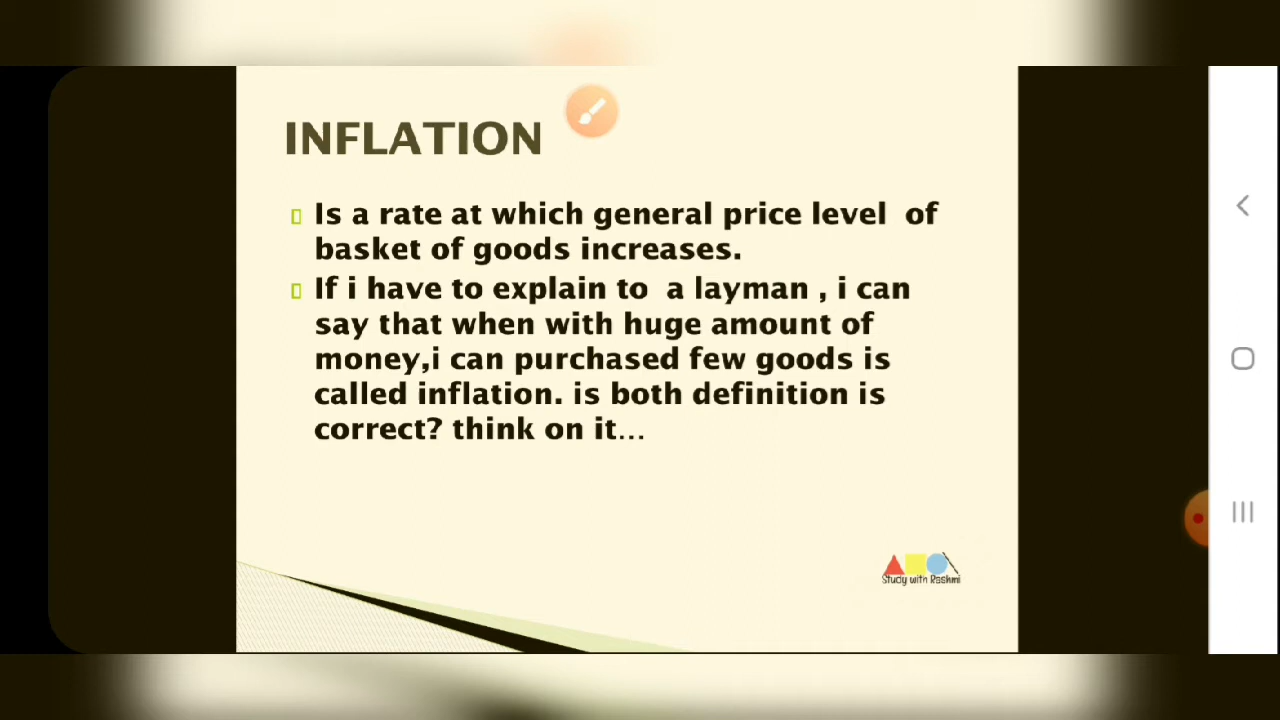 INFLATION
Is a rate at which general price level of
basket of goods increases.
If i have to explain to a layman , i can
say that when with huge amount of
money,i can purchased few goods is
called inflation. is both definition is
correct? think on it...
Study with Rashmi